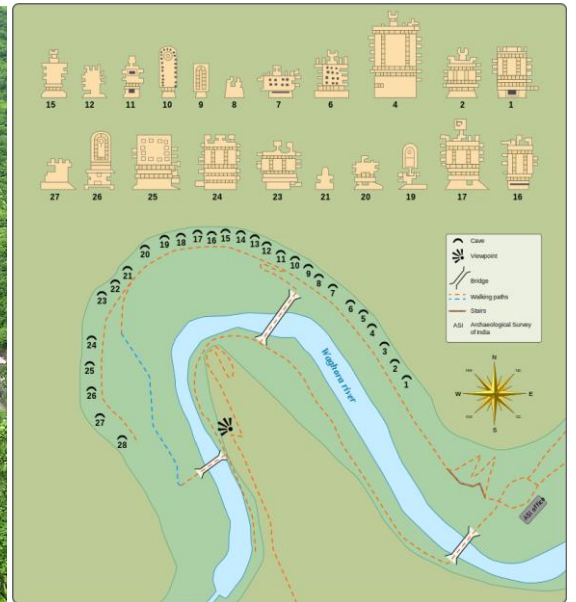 15 12 11 10 9 8 7 6 4 2 1
27 26 25 24 23 21 20 19 17 16
Cave
Viewpoint
Bridge
Walking paths
Stairs
ASI Archaeological Survey
of India
N
W E
S
Waghora river
ASI office
28
27
26
25
24
23
22
21
20
19
18
17
16
15
14
13
12
11
10
9
8
7
6
5
4
3
2
1